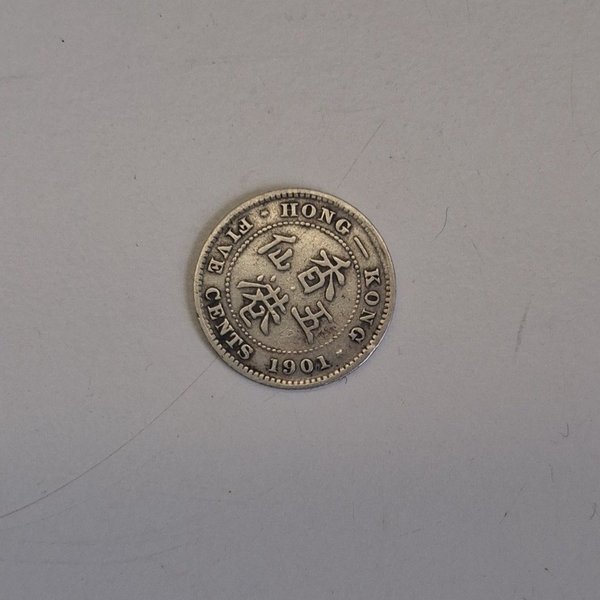 HONG—KONG
FIVE CENTS
1901
香港
五仙